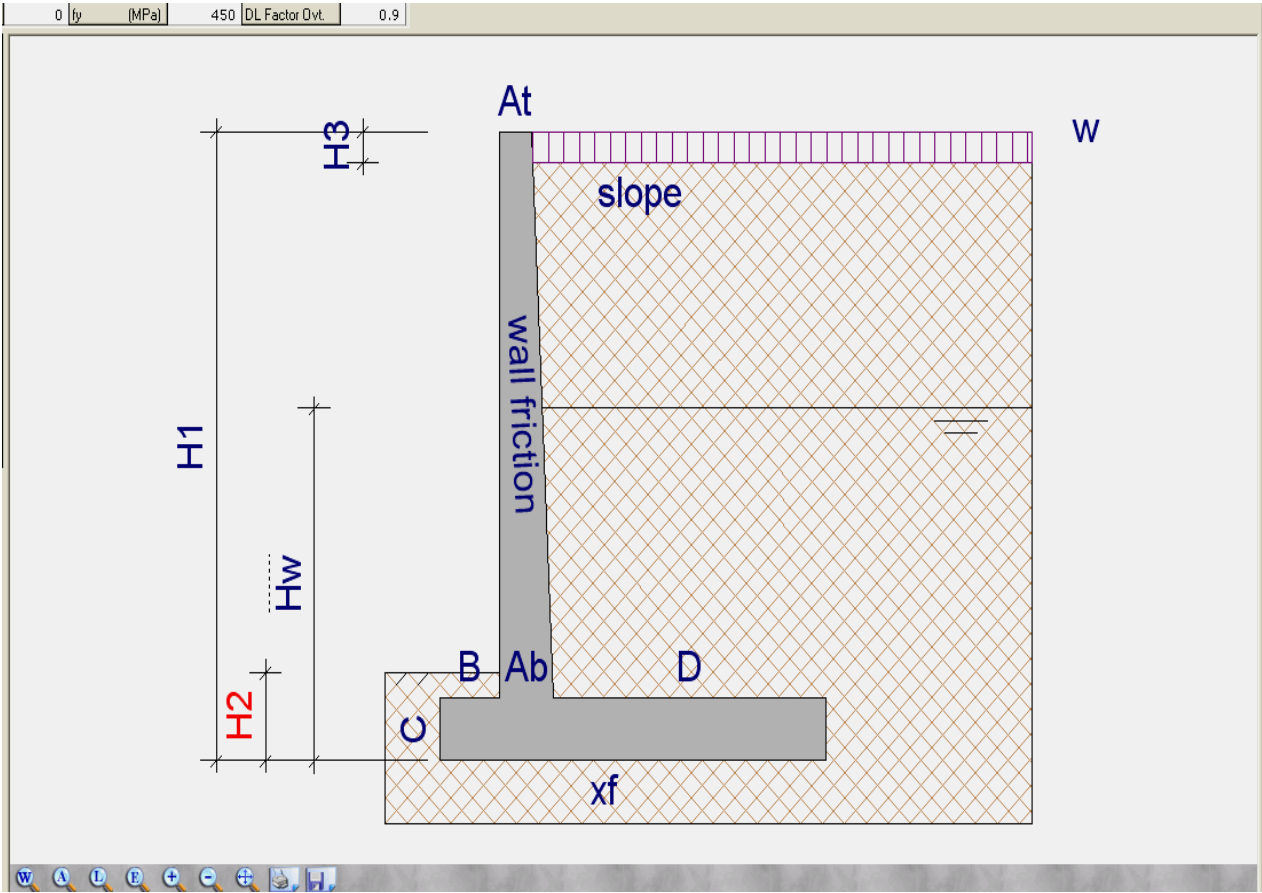 0 fy (MPa) 450 DL Factor Ovt. 0.9
At
H3
w
slope
wall friction
H1
Hw
B Ab D
H2
C
xf
W A L E + -